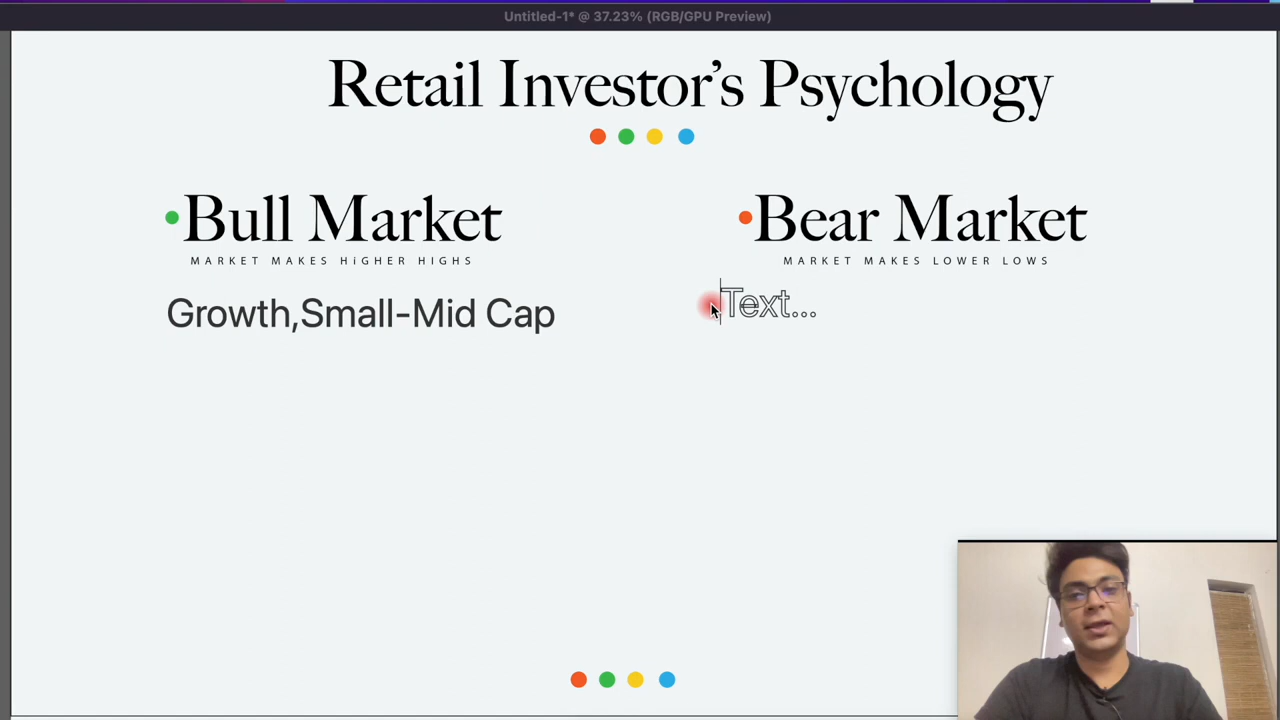 Untitled-1* @ 37.23% (RGB/GPU Preview)
Retail Investor’s Psychology
Bull Market
MARKET MAKES HiGHER HIGHS
Growth,Small-Mid Cap
Bear Market
MARKET MAKES LOWER LOWS
Text...